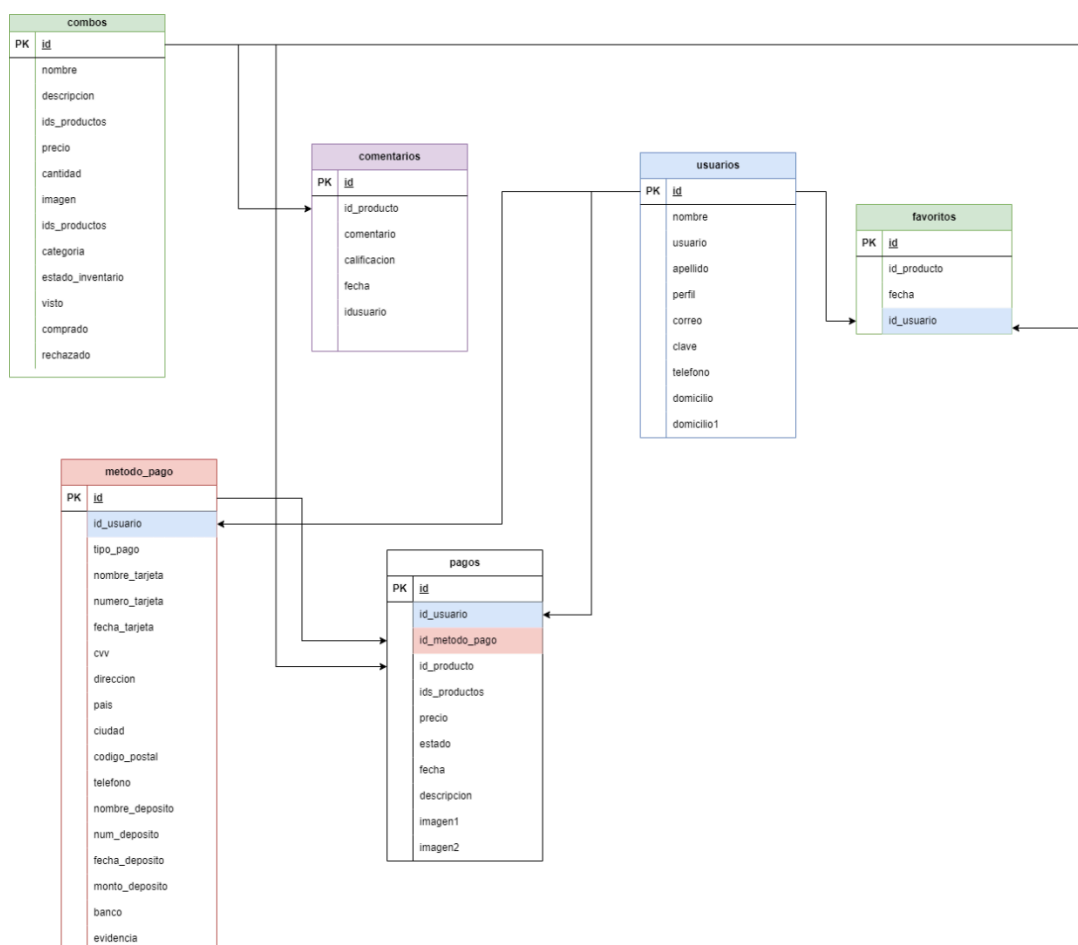 combos
PK id
nombre
descripcion
ids_productos
precio
cantidad
imagen
ids_productos
categoria
estado_inventario
visto
comprado
rechazado
comentarios
PK id
id_producto
comentario
calificacion
fecha
idusuario
usuarios
PK id
nombre
usuario
apellido
perfil
correo
clave
telefono
domicilio
domicilio1
favoritos
PK id
id_producto
fecha
id_usuario
metodo_pago
PK id
id_usuario
tipo_pago
nombre_tarjeta
numero_tarjeta
fecha_tarjeta
cvv
direccion
pais
ciudad
codigo_postal
telefono
nombre_deposito
num_deposito
fecha_deposito
monto_deposito
banco
evidencia
pagos
PK id
id_usuario
id_metodo_pago
id_producto
ids_productos
precio
estado
fecha
descripcion
imagen1
imagen2